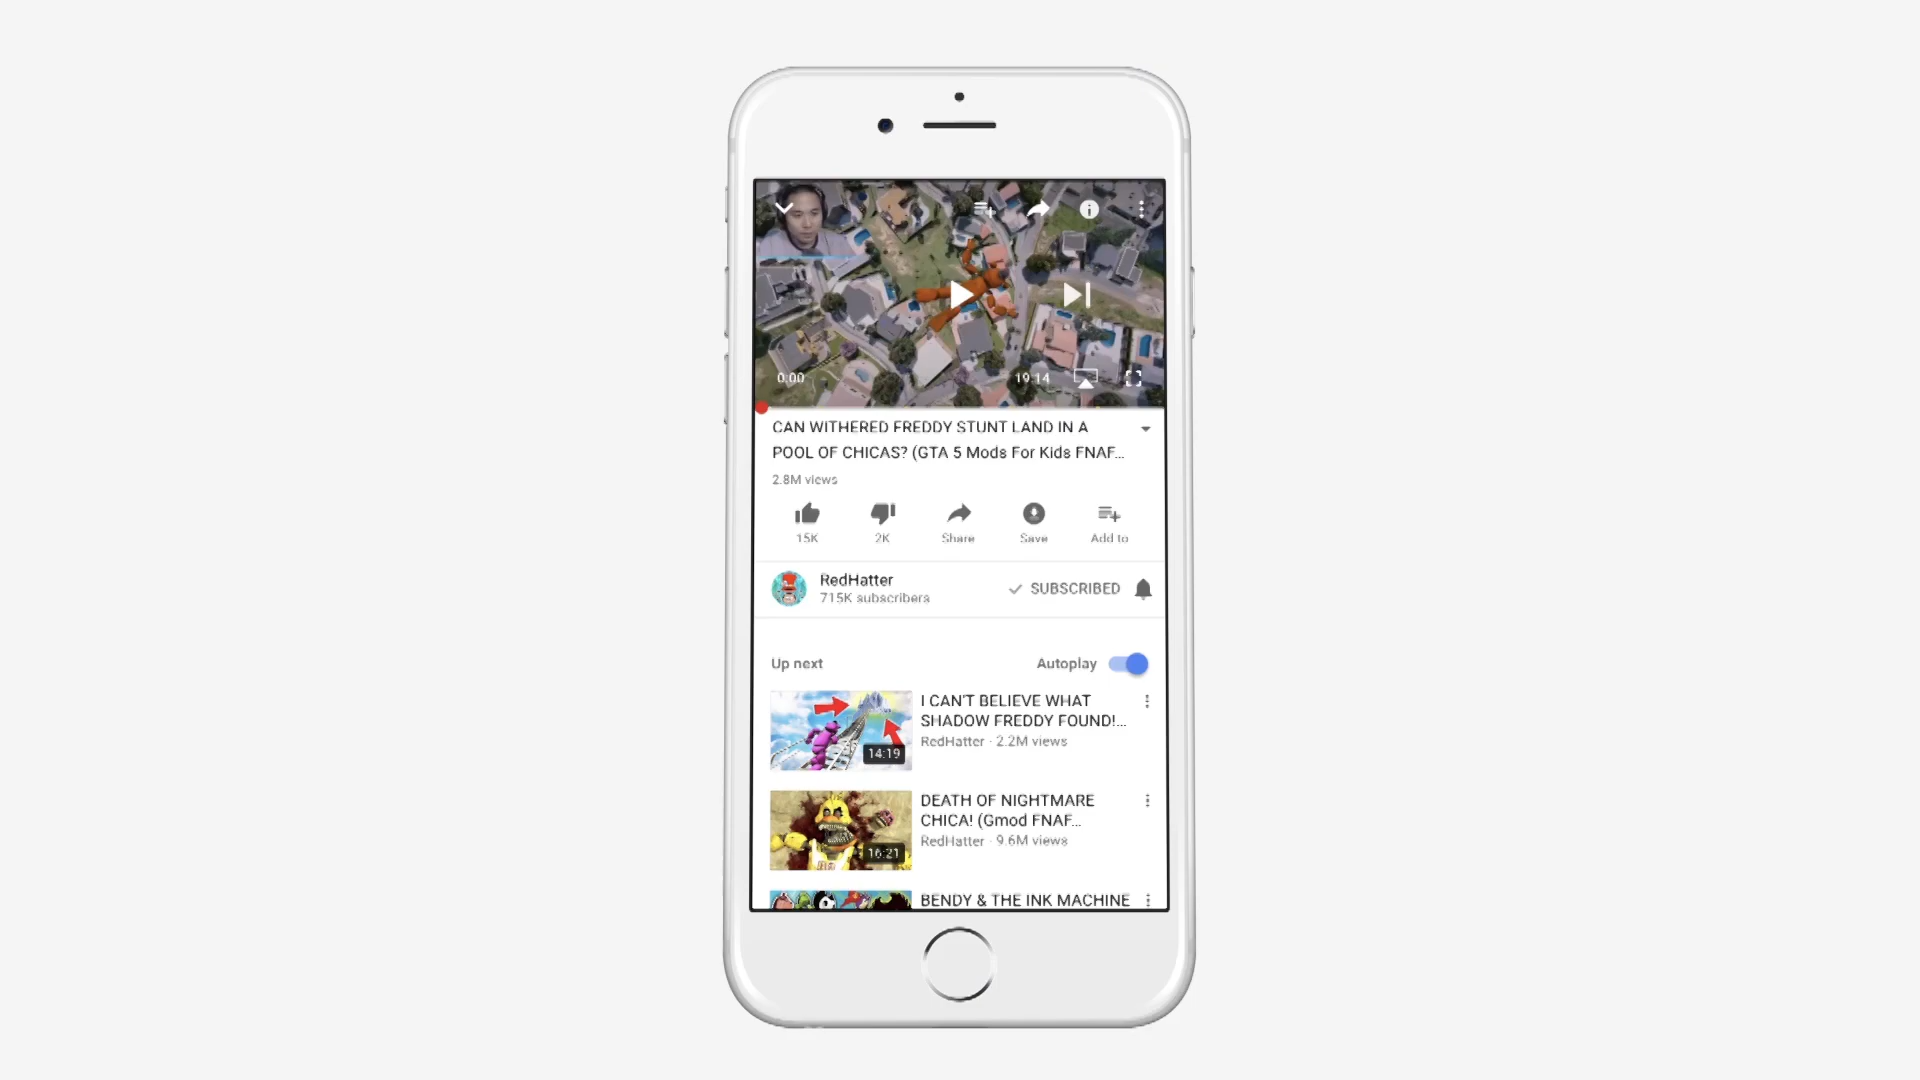 0:00
19:14
CAN WITHERED FREDDY STUNT LAND IN A
POOL OF CHICAS? (GTA 5 Mods For Kids FNAF...
2.8M views
15K
2K
Share
Save
Add to
RedHatter
715K subscribers
SUBSCRIBED
Up next
Autoplay
14:19
I CAN'T BELIEVE WHAT
SHADOW FREDDY FOUND!...
RedHatter · 2.2M views
16:21
DEATH OF NIGHTMARE
CHICA! (Gmod FNAF...
RedHatter · 9.6M views
BENDY & THE INK MACHINE